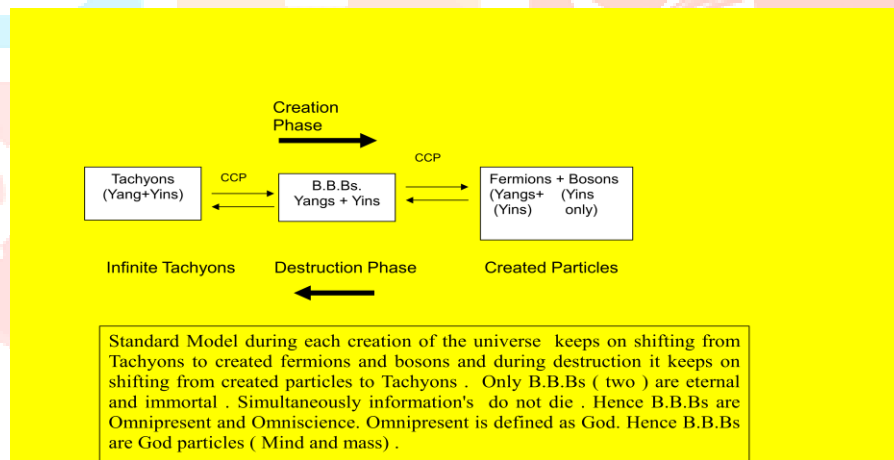 Creation
Phase
CCP
CCP
Tachyons
(Yang+Yins)
B.B.Bs.
Yangs + Yins
Fermions + Bosons
(Yangs+ (Yins
(Yins) only)
Infinite Tachyons
Destruction Phase
Created Particles
Standard Model during each creation of the universe keeps on shifting from
Tachyons to created fermions and bosons and during destruction it keeps on
shifting from created particles to Tachyons . Only B.B.Bs ( two ) are eternal
and immortal . Simultaneously information's do not die . Hence B.B.Bs are
Omnipresent and Omniscience. Omnipresent is defined as God. Hence B.B.Bs
are God particles ( Mind and mass) .